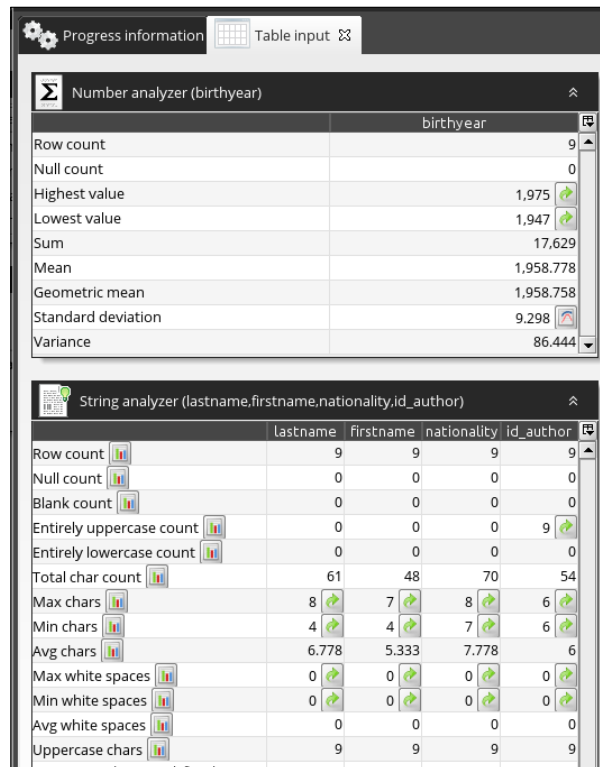 Progress information Table input
Number analyzer (birthyear)
birthyear
Row count 9
Null count 0
Highest value 1,975
Lowest value 1,947
Sum 17,629
Mean 1,958.778
Geometric mean 1,958.758
Standard deviation 9.298
Variance 86.444
String analyzer (lastname,firstname,nationality,id_author)
lastname firstname nationality id_author
Row count 9 9 9 9
Null count 0 0 0 0
Blank count 0 0 0 0
Entirely uppercase count 0 0 0 9
Entirely lowercase count 0 0 0 0
Total char count 61 48 70 54
Max chars 8 7 8 6
Min chars 4 4 7 6
Avg chars 6.778 5.333 7.778 6
Max white spaces 0 0 0 0
Min white spaces 0 0 0 0
Avg white spaces 0 0 0 0
Uppercase chars 9 9 9 9